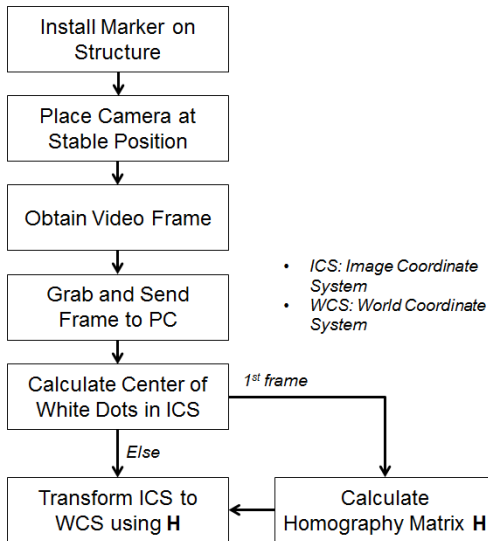 Install Marker on
Structure
Place Camera at
Stable Position
Obtain Video Frame
Grab and Send
Frame to PC
• ICS: Image Coordinate
System
• WCS: World Coordinate
System
Calculate Center of
White Dots in ICS
1st frame
Else
Transform ICS to
WCS using H
Calculate
Homography Matrix H